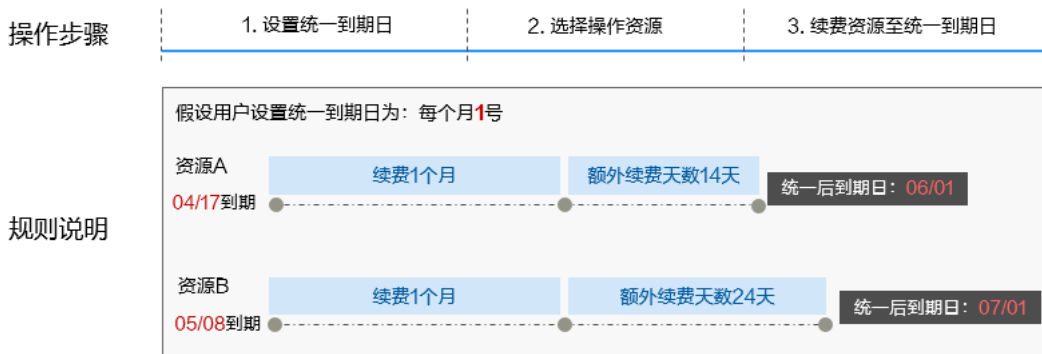 操作步骤
1. 设置统一到期日
2. 选择操作资源
3. 续费资源至统一到期日
规则说明
假设用户设置统一到期日为：每个月1号
资源A
04/17到期
续费1个月
额外续费天数14天
统一后到期日：06/01
资源B
05/08到期
续费1个月
额外续费天数24天
统一后到期日：07/01